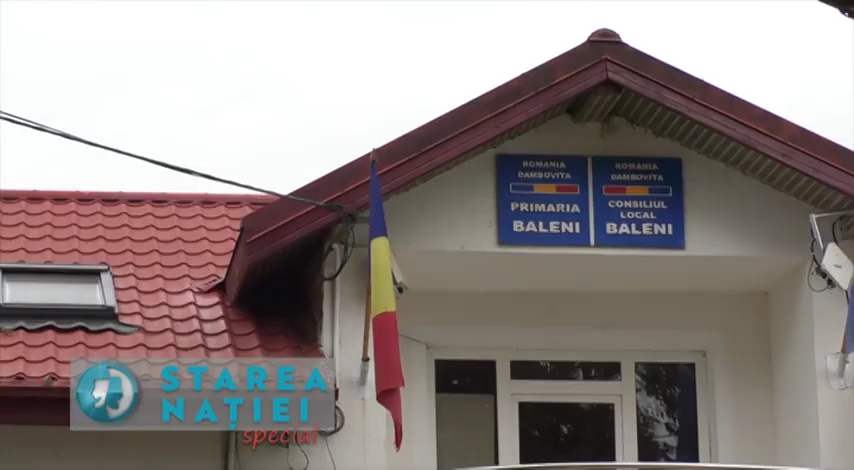 ROMANIA
DAMBOVITA
PRIMARIA
BALENI
ROMANIA
DAMBOVITA
CONSILIUL
LOCAL
BALENI
STAREA
NAȚIEI
special